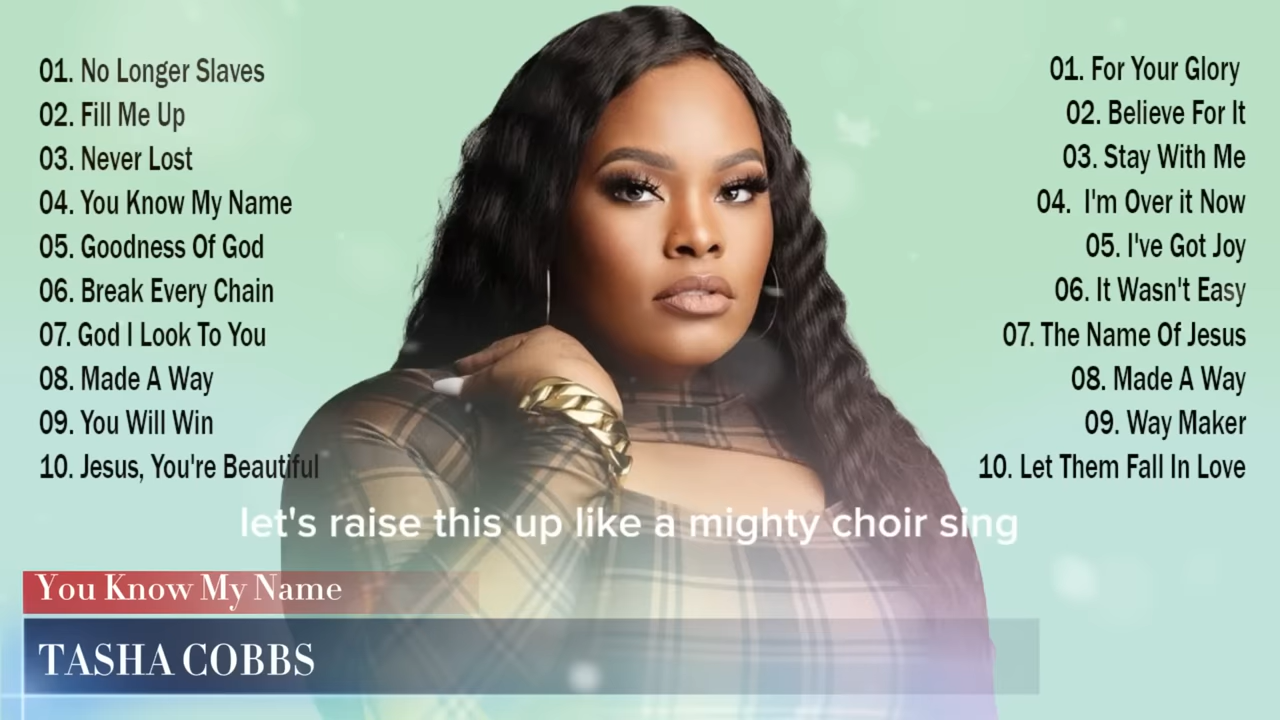 01. No Longer Slaves
02. Fill Me Up
03. Never Lost
04. You Know My Name
05. Goodness Of God
06. Break Every Chain
07. God I Look To You
08. Made A Way
09. You Will Win
10. Jesus, You're Beautiful
01. For Your Glory
02. Believe For It
03. Stay With Me
04. I'm Over it Now
05. I've Got Joy
06. It Wasn't Easy
07. The Name Of Jesus
08. Made A Way
09. Way Maker
10. Let Them Fall In Love
let's raise this up like a mighty choir sing
You Know My Name
TASHA COBBS